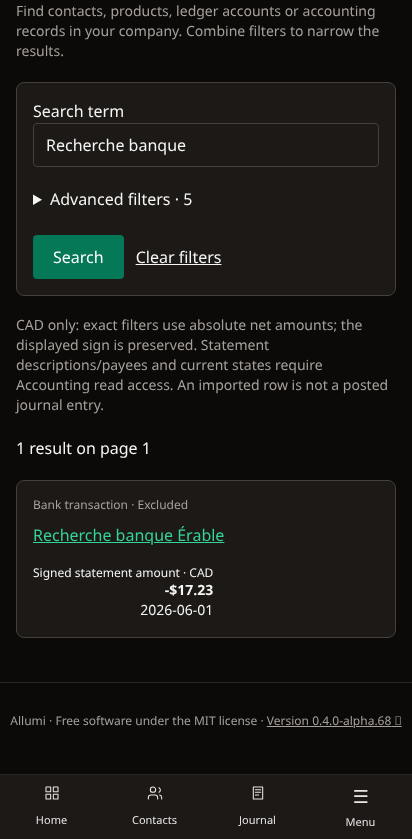 Find contacts, products, ledger accounts or accounting
records in your company. Combine filters to narrow the
results.
Search term
Recherche banque
▶ Advanced filters · 5
Search Clear filters
CAD only: exact filters use absolute net amounts; the
displayed sign is preserved. Statement
descriptions/payees and current states require
Accounting read access. An imported row is not a posted
journal entry.
1 result on page 1
Bank transaction · Excluded
Recherche banque Érable
Signed statement amount · CAD
-$17.23
2026-06-01
Allumi · Free software under the MIT license · Version 0.4.0-alpha.68
Home Contacts Journal Menu